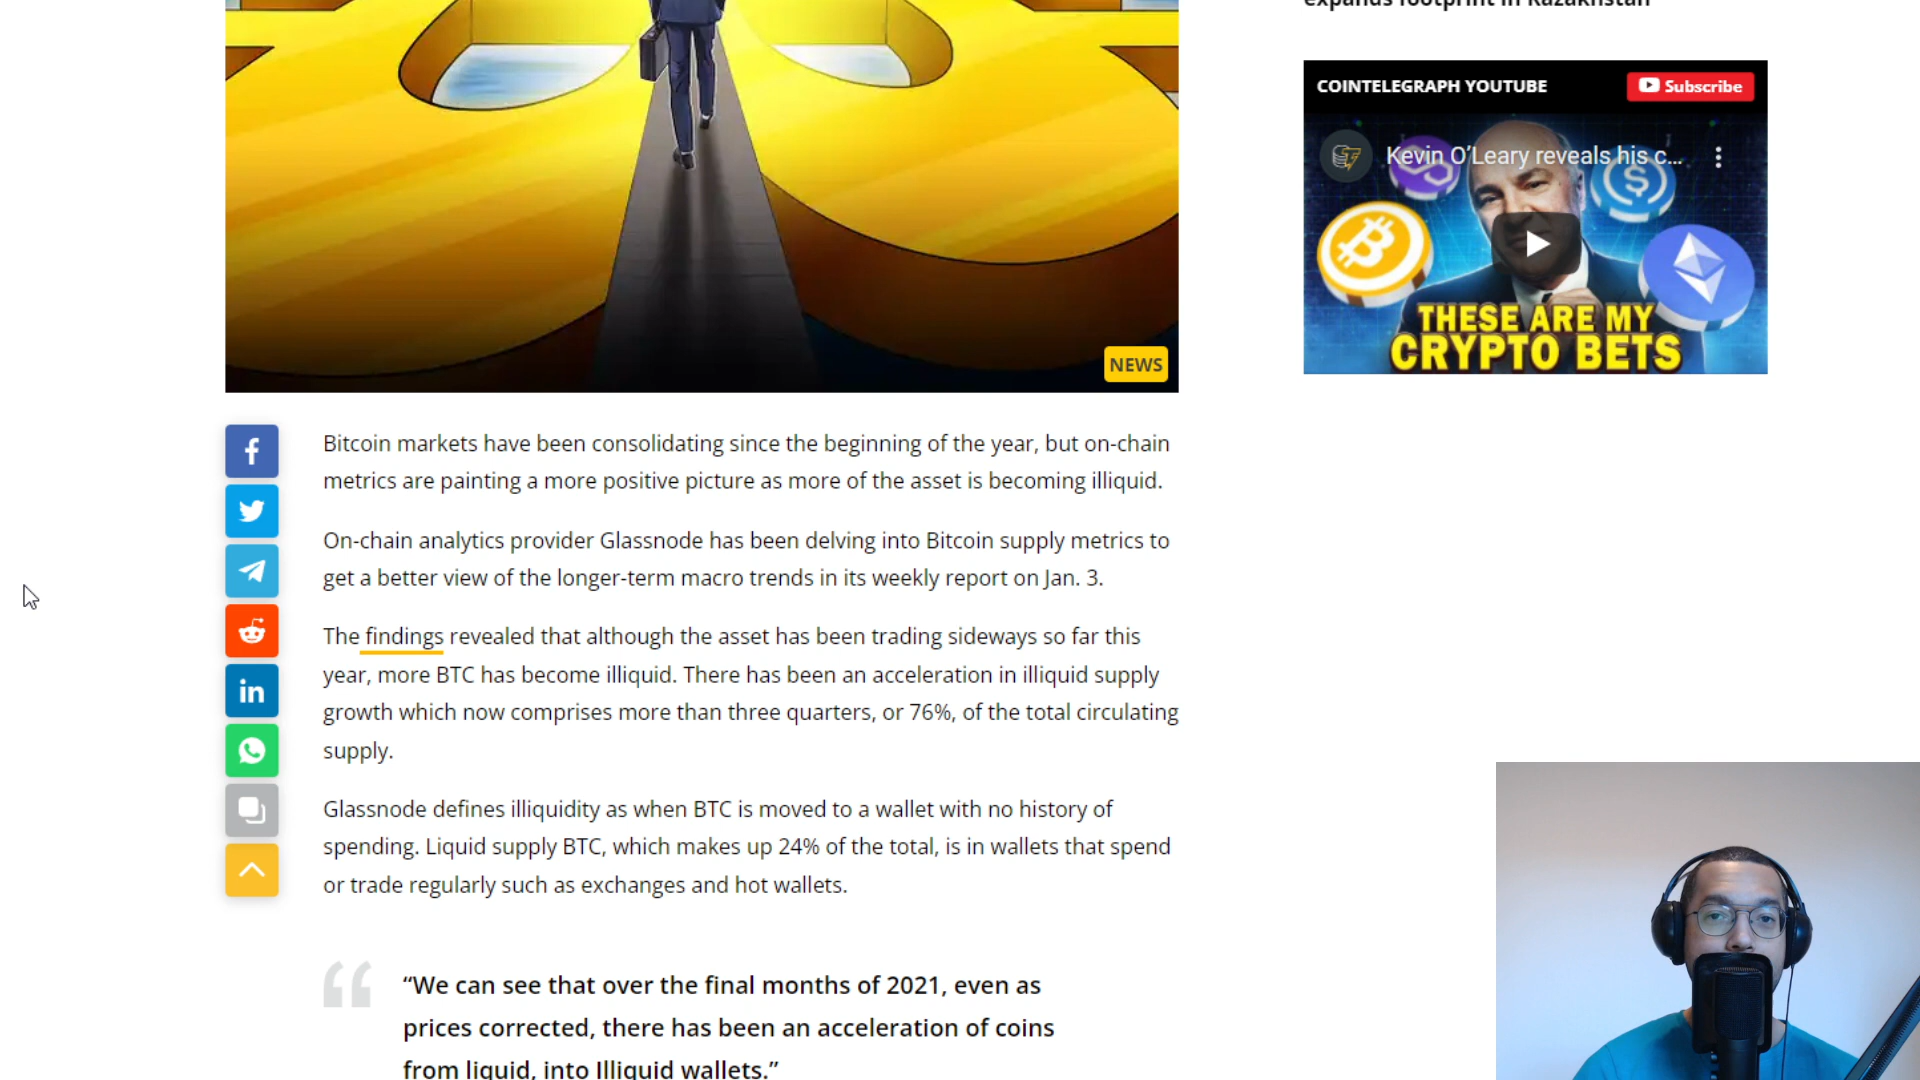 expands footprint in Kazakhstan
COINTELEGRAPH YOUTUBE
Subscribe
Kevin O'Leary reveals his c...
THESE ARE MY
CRYPTO BETS
NEWS
Bitcoin markets have been consolidating since the beginning of the year, but on-chain
metrics are painting a more positive picture as more of the asset is becoming illiquid.
On-chain analytics provider Glassnode has been delving into Bitcoin supply metrics to
get a better view of the longer-term macro trends in its weekly report on Jan. 3.
The findings revealed that although the asset has been trading sideways so far this
year, more BTC has become illiquid. There has been an acceleration in illiquid supply
growth which now comprises more than three quarters, or 76%, of the total circulating
supply.
Glassnode defines illiquidity as when BTC is moved to a wallet with no history of
spending. Liquid supply BTC, which makes up 24% of the total, is in wallets that spend
or trade regularly such as exchanges and hot wallets.
“We can see that over the final months of 2021, even as
prices corrected, there has been an acceleration of coins
from liquid, into Illiquid wallets.”